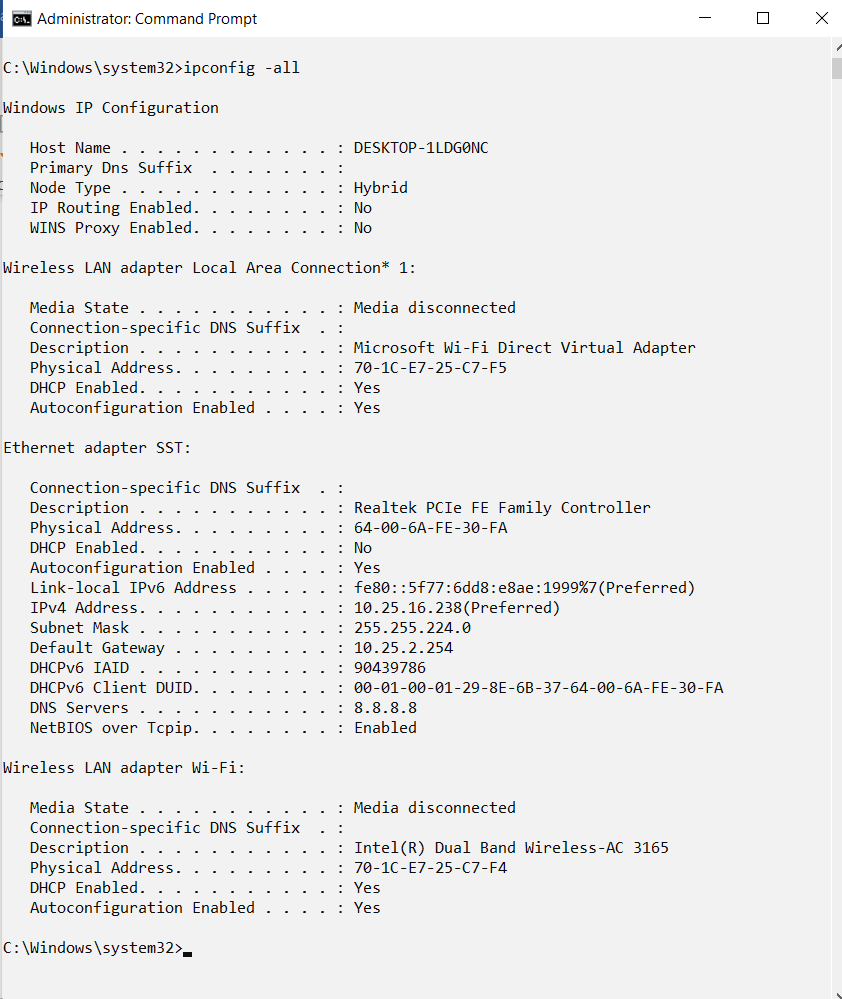 Administrator: Command Prompt
C:\Windows\system32>ipconfig -all
Windows IP Configuration
Host Name . . . . . . . . . . . . : DESKTOP-1LDG0NC
Primary Dns Suffix  . . . . . . . :
Node Type . . . . . . . . . . . . : Hybrid
IP Routing Enabled. . . . . . . . : No
WINS Proxy Enabled. . . . . . . . : No
Wireless LAN adapter Local Area Connection* 1:
Media State . . . . . . . . . . . : Media disconnected
Connection-specific DNS Suffix  . :
Description . . . . . . . . . . . : Microsoft Wi-Fi Direct Virtual Adapter
Physical Address. . . . . . . . . : 70-1C-E7-25-C7-F5
DHCP Enabled. . . . . . . . . . . : Yes
Autoconfiguration Enabled . . . . : Yes
Ethernet adapter SST:
Connection-specific DNS Suffix  . :
Description . . . . . . . . . . . : Realtek PCIe FE Family Controller
Physical Address. . . . . . . . . : 64-00-6A-FE-30-FA
DHCP Enabled. . . . . . . . . . . : No
Autoconfiguration Enabled . . . . : Yes
Link-local IPv6 Address . . . . . : fe80::5f77:6dd8:e8ae:1999%7(Preferred)
IPv4 Address. . . . . . . . . . . : 10.25.16.238(Preferred)
Subnet Mask . . . . . . . . . . . : 255.255.224.0
Default Gateway . . . . . . . . . : 10.25.2.254
DHCPv6 IAID . . . . . . . . . . . : 90439786
DHCPv6 Client DUID. . . . . . . . : 00-01-00-01-29-8E-6B-37-64-00-6A-FE-30-FA
DNS Servers . . . . . . . . . . . : 8.8.8.8
NetBIOS over Tcpip. . . . . . . . : Enabled
Wireless LAN adapter Wi-Fi:
Media State . . . . . . . . . . . : Media disconnected
Connection-specific DNS Suffix  . :
Description . . . . . . . . . . . : Intel(R) Dual Band Wireless-AC 3165
Physical Address. . . . . . . . . : 70-1C-E7-25-C7-F4
DHCP Enabled. . . . . . . . . . . : Yes
Autoconfiguration Enabled . . . . : Yes
C:\Windows\system32>